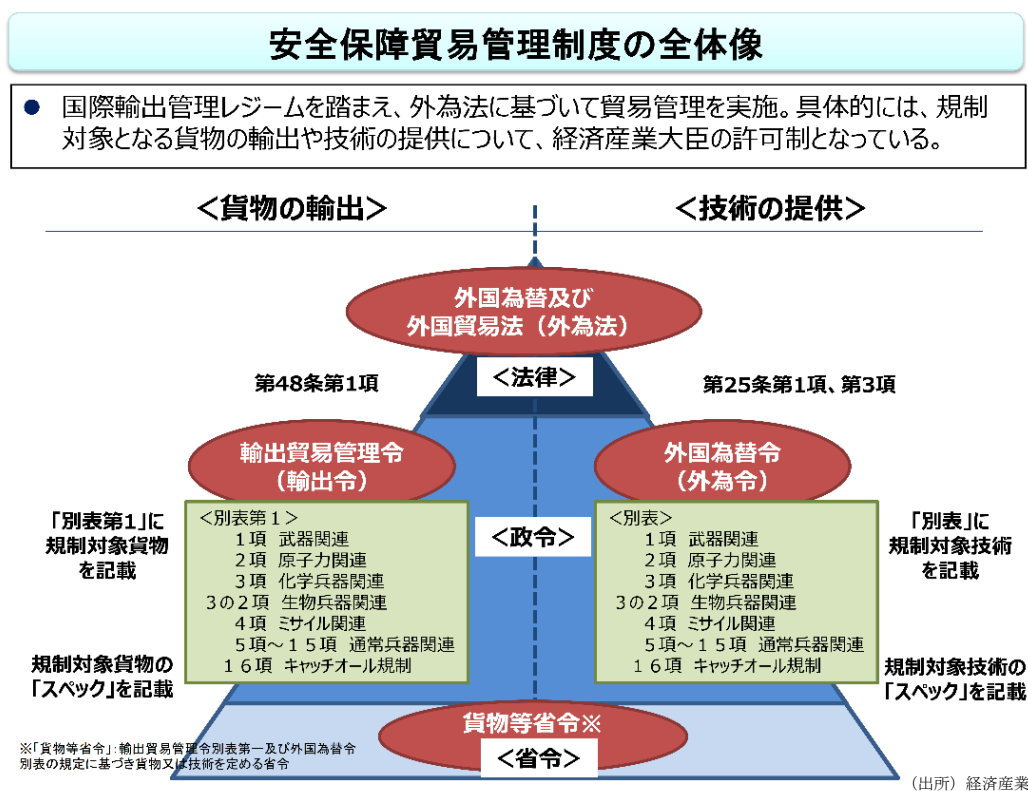 安全保障貿易管理制度の全体像
● 国際輸出管理レジームを踏まえ、外為法に基づいて貿易管理を実施。具体的には、規制
対象となる貨物の輸出や技術の提供について、経済産業大臣の許可制となっている。
＜貨物の輸出＞
＜技術の提供＞
外国為替及び
外国貿易法（外為法）
＜法律＞
第48条第1項
第25条第1項、第3項
輸出貿易管理令
（輸出令）
外国為替令
（外為令）
＜政令＞
「別表第1」に
規制対象貨物
を記載
＜別表第１＞
１項 武器関連
２項 原子力関連
３項 化学兵器関連
３の２項 生物兵器関連
４項 ミサイル関連
５項～１５項 通常兵器関連
１６項 キャッチオール規制
＜別表＞
１項 武器関連
２項 原子力関連
３項 化学兵器関連
３の２項 生物兵器関連
４項 ミサイル関連
５項～１５項 通常兵器関連
１６項 キャッチオール規制
「別表」に
規制対象技術
を記載
規制対象貨物の
「スペック」を記載
規制対象技術の
「スペック」を記載
貨物等省令※
＜省令＞
※「貨物等省令」：輸出貿易管理令別表第一及び外国為替令
別表の規定に基づき貨物又は技術を定める省令
（出所）経済産業